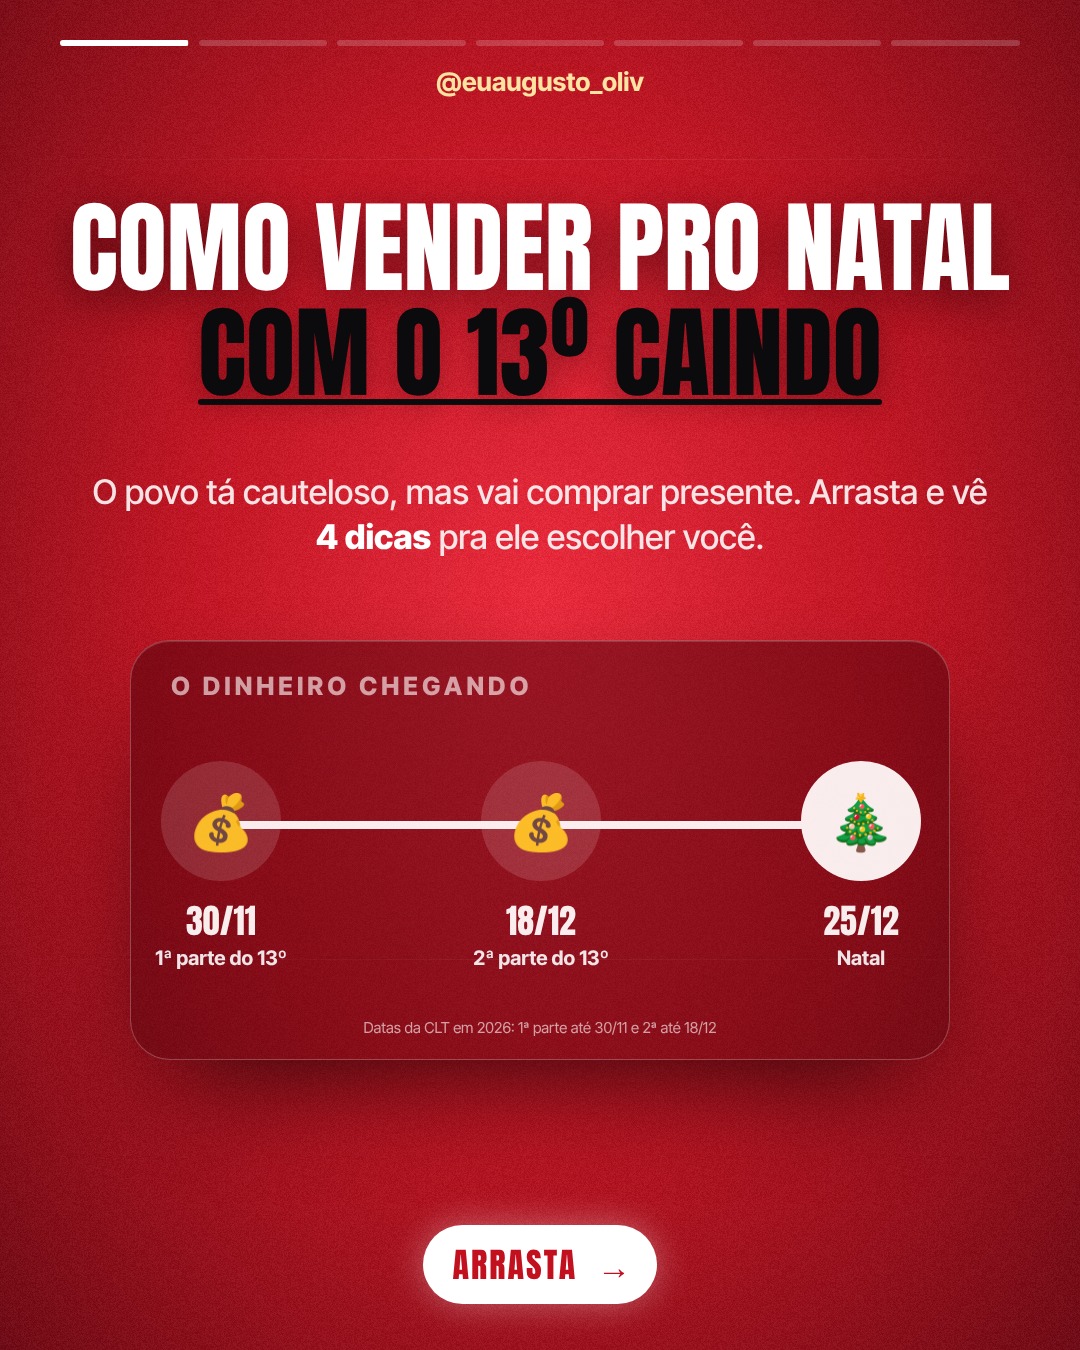 @euaugusto_oliv
COMO VENDER PRO NATAL
COM O 13º CAINDO
O povo tá cauteloso, mas vai comprar presente. Arrasta e vê
4 dicas pra ele escolher você.
O DINHEIRO CHEGANDO
30/11
1ª parte do 13º
18/12
2ª parte do 13º
25/12
Natal
Datas da CLT em 2026: 1ª parte até 30/11 e 2ª até 18/12
ARRASTA →